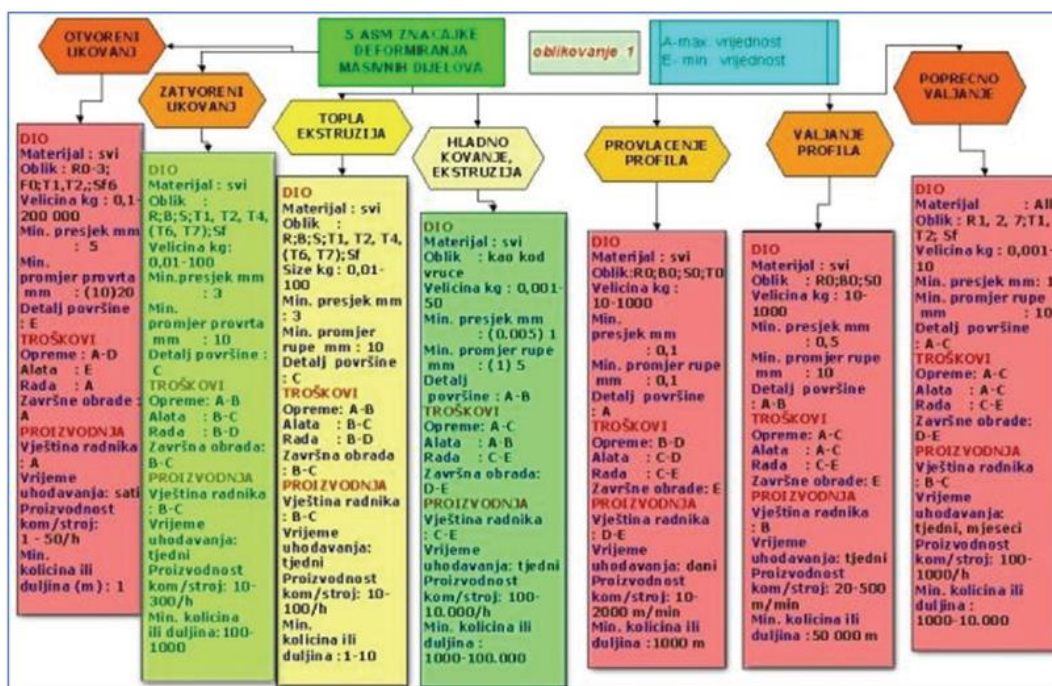 OTVORENI
UKOVANJ
5 ASM ZNAČAJKE
DEFORMIRANJA
MASIVNIH DIJELOVA
oblikovanje 1
A-max. vrijednost
E- min. vrijednost
ZATVORENI
UKOVANJ
TOPLA
EKSTRUZIJA
HLADNO
KOVANJE,
EKSTRUZIJA
PROVLACENJE
PROFILA
VALJANJE
PROFILA
POPRECNO
VALJANJE
DIO
Materijal : svi
Oblik : R0-3;
F0;T1,T2,;Sf6
Velicina kg : 0,1-
200 000
Min. presjek mm
: 5
Min.
promjer provrta
mm : (10)20
Detalj površine
: E
TROŠKOVI
Opreme: A-D
Alata : E
Rada : A
Završne obrade :
A
PROIZVODNJA
Vještina radnika
: A
Vrijeme
uhodavanja: sati
Proizvodnost
kom/stroj:
1 - 50/h
Min.
kolicina ili
duljina (m) : 1
DIO
Materijal : svi
Oblik :
R;B;S;T1, T2, T4,
(T6, T7);Sf
Velicina kg:
0,01-100
Min.presjek mm
: 3
Min.
promjer provrta
mm : 10
Detalj površine :
C
TROŠKOVI
Opreme: A-B
Alata : B-C
Rada : B-D
Završna obrada:
B-C
PROIZVODNJA
Vještina radnika
: B-C
Vrijeme
uhodavanja:
tjedni
Proizvodnost
kom/stroj: 10-
300/h
Min. kolicina
ili duljina: 100-
1000
DIO
Materijal : svi
Oblik :
R;B;S;T1, T2, T4,
(T6, T7);Sf
Size kg : 0,01-
100
Min. presjek mm
: 3
Min. promjer
rupe mm : 10
Detalj površine
: C
TROŠKOVI
Opreme: A-B
Alata : B-C
Rada : B-D
Završna obrada
: B-C
PROIZVODNJA
Vještina radnika
: B-C
Vrijeme
uhodavanja:
tjedni
Proizvodnost
kom/stroj: 10-
100/h
Min.
kolicina ili
duljina : 1-10
DIO
Materijal : svi
Oblik : kao kod
vruce
Velicina kg : 0,001-
50
Min. presjek mm
: (0.005) 1
Min. promjer rupe
mm : (1) 5
Detalj
površine : A-B
TROŠKOVI
Opreme: A-C
Alata : A-B
Rada : C-E
Završna obrada:
D-E
PROIZVODNJA
Vještina radnika
: C-E
Vrijeme
uhodavanja: tjedni
Proizvodnost
kom/stroj: 100-
10.000/h
Min. kolicina ili
duljina :
1000-100.000
DIO
Materijal : svi
Oblik:R0;B0;S0;T0
Velicina kg :
10-1000
Min.
presjek mm
: 0,1
Min. promjer rupe
mm : 0,1
Detalj površine
: A
TROŠKOVI
Opreme: B-D
Alata : C-D
Rada : C-E
Završne obrade: E
PROIZVODNJA
Vještina radnika
: D-E
Vrijeme
uhodavanja: dani
Proizvodnost
kom/stroj: 10-
2000 m/min
Min. kolicina ili
duljina : 1000 m
DIO
Materijal : svi
Oblik : R0;B0;S0
Velicina kg : 10-
1000
Min. presjek mm
: 0,5
Min. promjer rupe
mm : 10
Detalj površine
: A-B
TROŠKOVI
Opreme: A-C
Alata : A-C
Rada : C-E
Završne obrade: E
PROIZVODNJA
Vještina radnika
: B
Vrijeme
uhodavanja: tjedni
Proizvodnost
kom/stroj: 20-500
m/min
Min. kolicina ili
duljina : 50 000 m
DIO
Materijal : All
Oblik : R1, 2, 7;T1,
T2; Sf
Velicina kg : 0,001-
10
Min. presjek mm: 1
Min. promjer rupe
mm : 10
Detalj površine
: A-C
TROŠKOVI
Opreme: A-C
Alata : A-C
Rada : C-E
Završne obrade:
D-E
PROIZVODNJA
Vještina radnika
: B-C
Vrijeme
uhodavanja:
tjedni, mjeseci
Proizvodnost
kom/stroj: 100-
1000/h
Min. kolicina ili
duljina :
1000-10.000